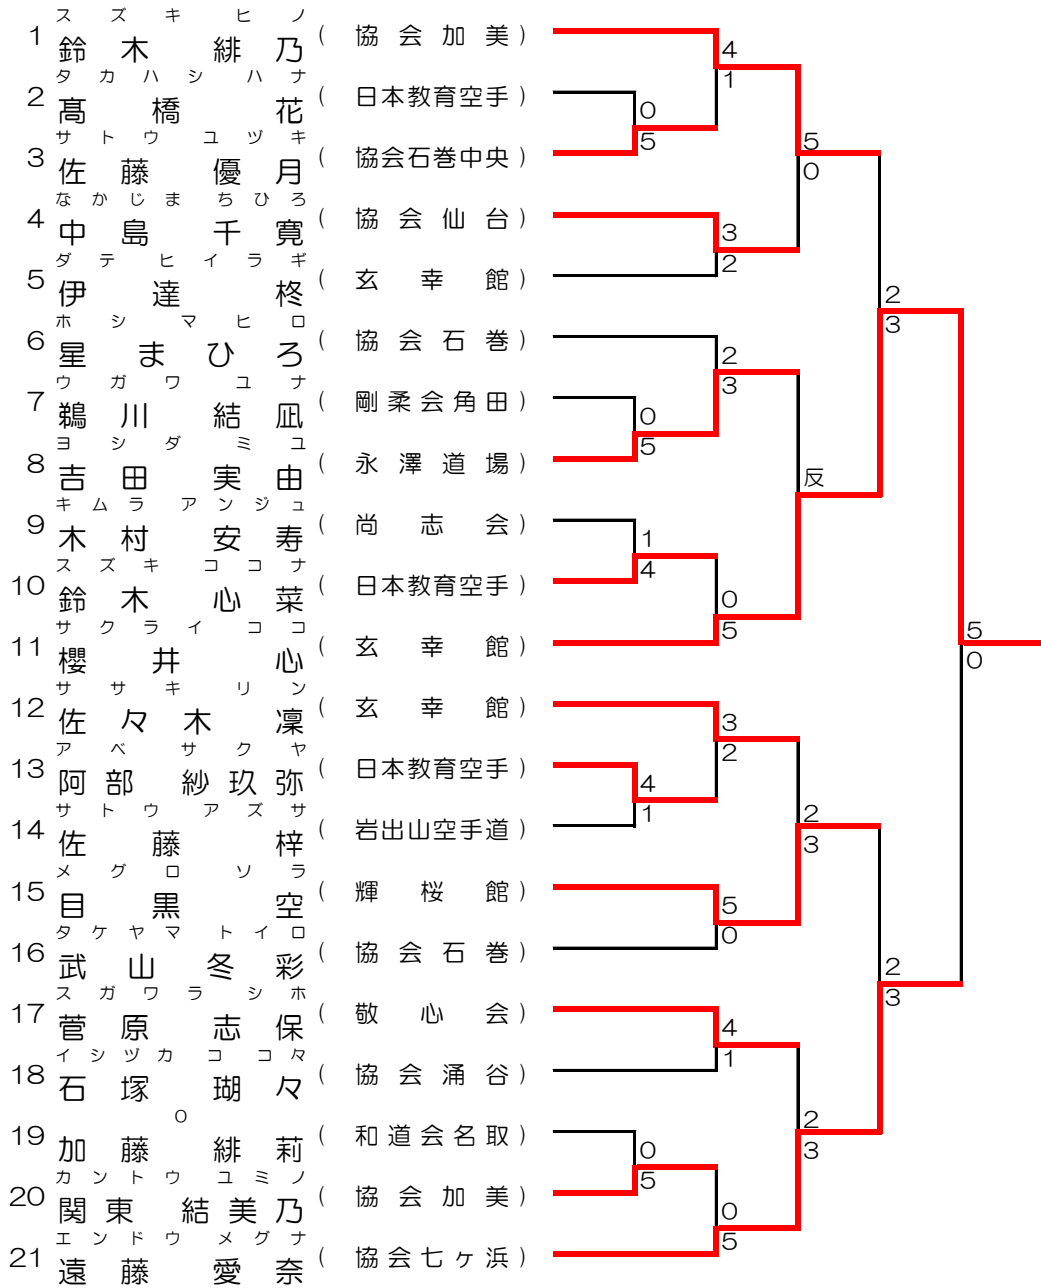 スズキ ヒノ
1 鈴木 緋乃 (協会加美)
タカハシ ハナ
2 髙橋 花 (日本教育空手)
サトウ ユヅキ
3 佐藤 優月 (協会石巻中央)
なかじま ちひろ
4 中島 千寛 (協会仙台)
ダテ ヒイラギ
5 伊達 柊 (玄幸館)
ホシ マヒロ
6 星 まひろ (協会石巻)
ウガワ ユナ
7 鵜川 結凪 (剛柔会角田)
ヨシダ ミユ
8 吉田 実由 (永澤道場)
キムラ アンジュ
9 木村 安寿 (尚志会)
スズキ ココナ
10 鈴木 心菜 (日本教育空手)
サクライ ココ
11 櫻井 心 (玄幸館)
ササキ リン
12 佐々木 凜 (玄幸館)
アベ サクヤ
13 阿部 紗玖弥 (日本教育空手)
サトウ アズサ
14 佐藤 梓 (岩出山空手道)
メグロ ソラ
15 目黒 空 (輝桜館)
タケヤマ トイロ
16 武山 冬彩 (協会石巻)
スガワラ シホ
17 菅原 志保 (敬心会)
イシヅカ ココ々
18 石塚 瑚々 (協会涌谷)
0
19 加藤 緋莉 (和道会名取)
カントウ ユミノ
20 関東 結美乃 (協会加美)
エンドウ メグナ
21 遠藤 愛奈 (協会七ヶ浜)
0
5
0
5
1
4
4
1
0
5
4
1
3
2
2
3
0
5
3
2
5
0
4
1
0
5
5
0
反
2
3
2
3
2
3
2
3
5
0